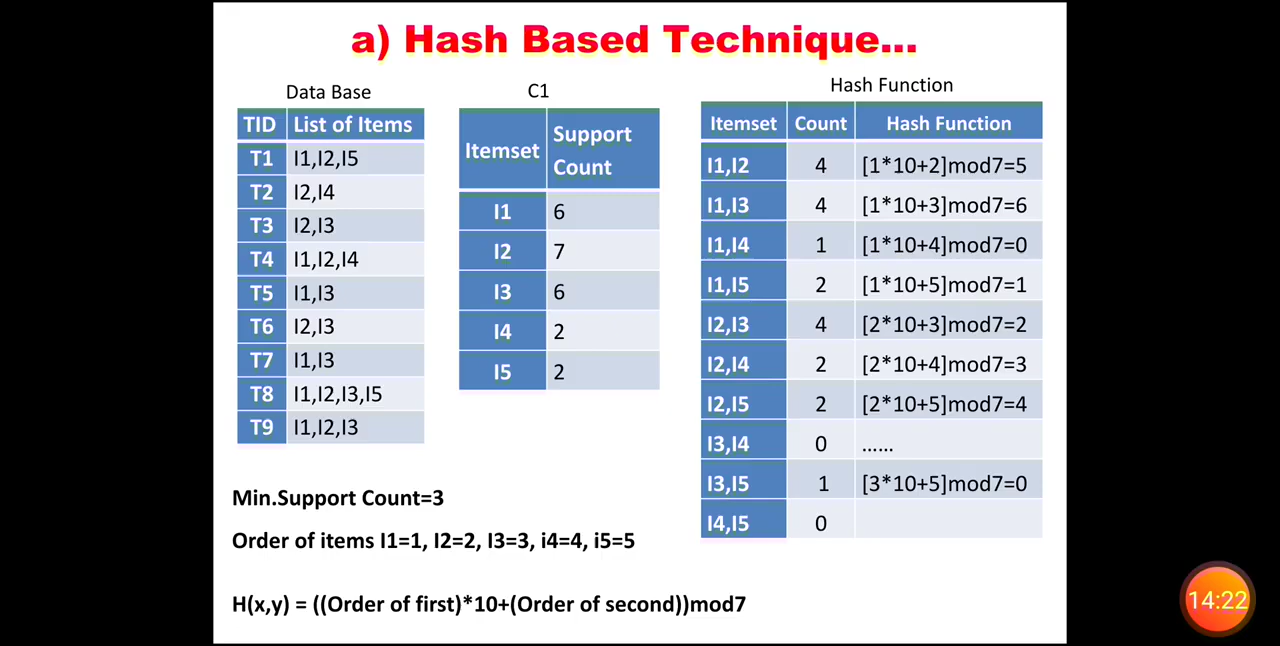 a) Hash Based Technique...
Data Base
TID List of Items
T1 I1,I2,I5
T2 I2,I4
T3 I2,I3
T4 I1,I2,I4
T5 I1,I3
T6 I2,I3
T7 I1,I3
T8 I1,I2,I3,I5
T9 I1,I2,I3
C1
Itemset Support Count
I1 6
I2 7
I3 6
I4 2
I5 2
Hash Function
Itemset Count Hash Function
I1,I2 4 [1*10+2]mod7=5
I1,I3 4 [1*10+3]mod7=6
I1,I4 1 [1*10+4]mod7=0
I1,I5 2 [1*10+5]mod7=1
I2,I3 4 [2*10+3]mod7=2
I2,I4 2 [2*10+4]mod7=3
I2,I5 2 [2*10+5]mod7=4
I3,I4 0 ......
I3,I5 1 [3*10+5]mod7=0
I4,I5 0
Min.Support Count=3
Order of items I1=1, I2=2, I3=3, i4=4, i5=5
H(x,y) = ((Order of first)*10+(Order of second))mod7
14:22